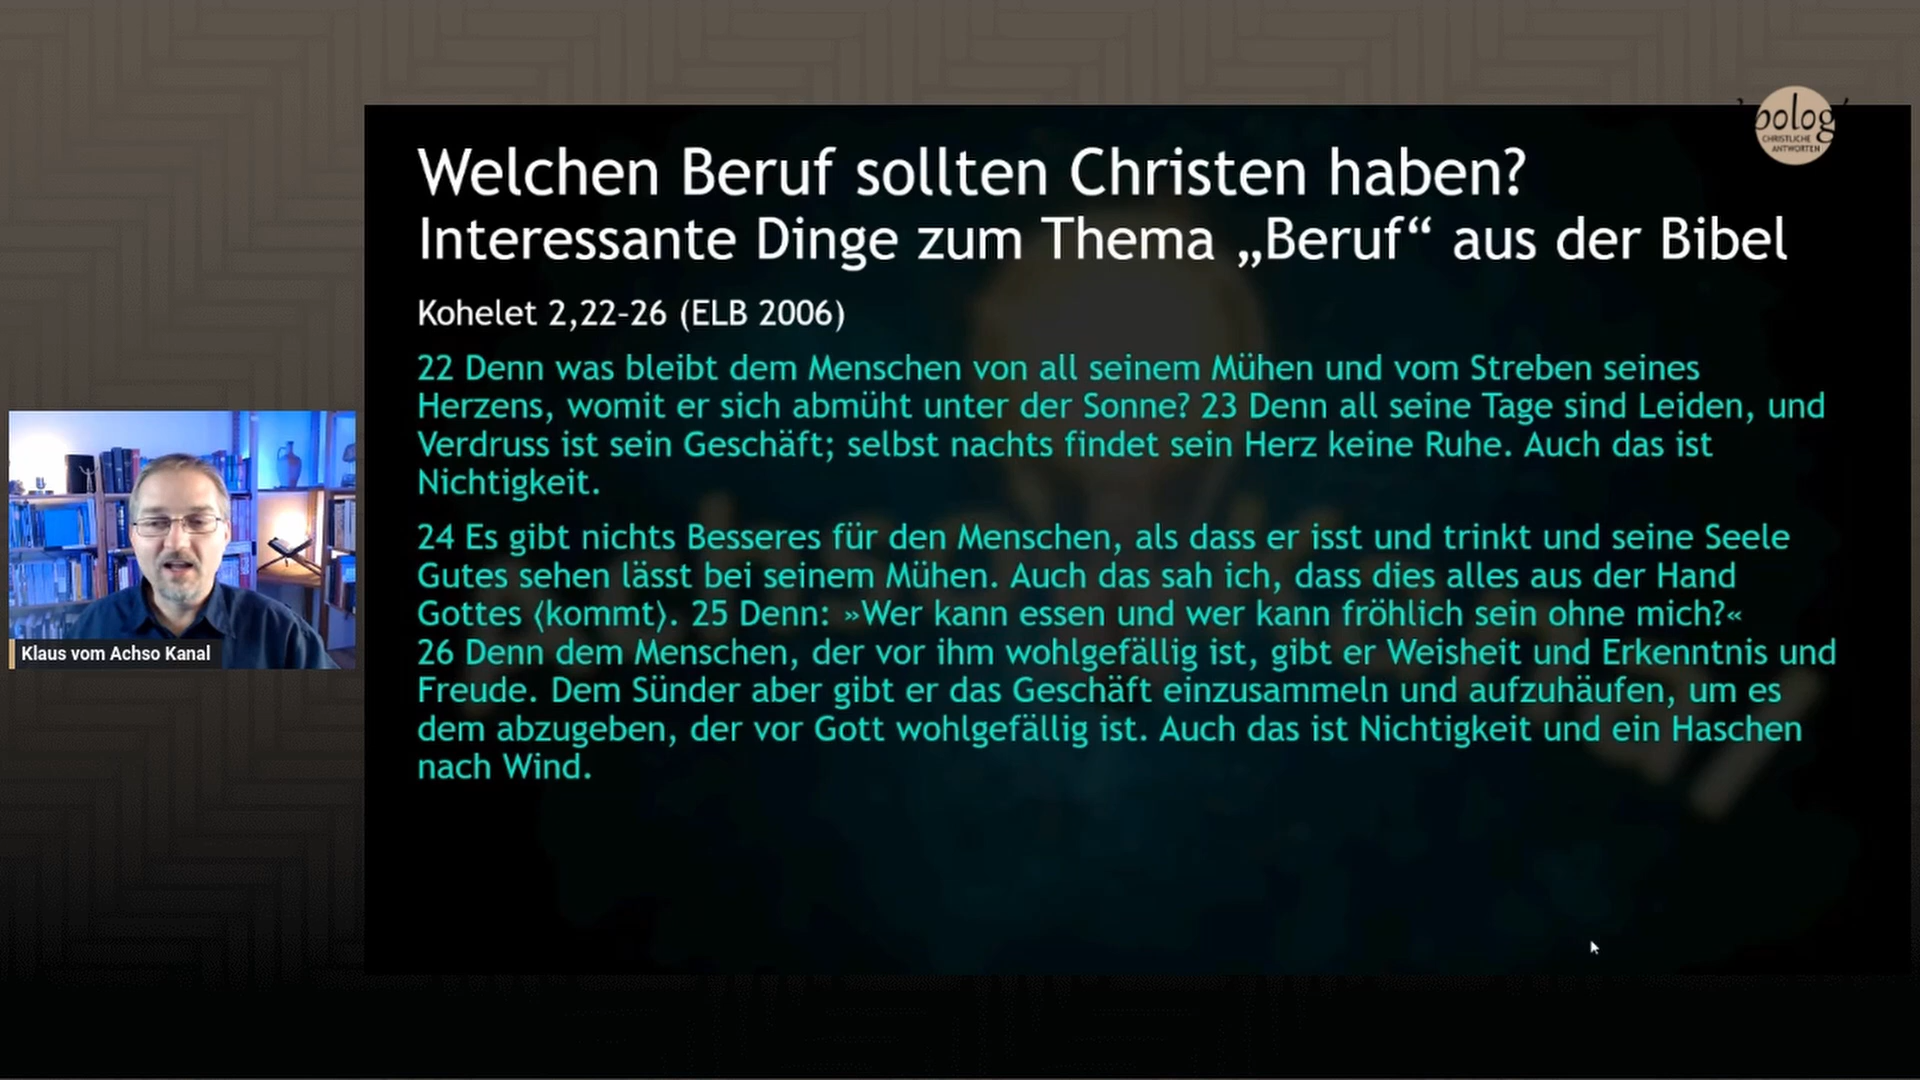 bolog
CHRISTLICHE
ANTWORTEN
Welchen Beruf sollten Christen haben?
Interessante Dinge zum Thema „Beruf“ aus der Bibel
Kohelet 2,22-26 (ELB 2006)
22 Denn was bleibt dem Menschen von all seinem Mühen und vom Streben seines
Herzens, womit er sich abmüht unter der Sonne? 23 Denn all seine Tage sind Leiden, und
Verdruss ist sein Geschäft; selbst nachts findet sein Herz keine Ruhe. Auch das ist
Nichtigkeit.
24 Es gibt nichts Besseres für den Menschen, als dass er isst und trinkt und seine Seele
Gutes sehen lässt bei seinem Mühen. Auch das sah ich, dass dies alles aus der Hand
Gottes ⟨kommt⟩. 25 Denn: »Wer kann essen und wer kann fröhlich sein ohne mich?«
26 Denn dem Menschen, der vor ihm wohlgefällig ist, gibt er Weisheit und Erkenntnis und
Freude. Dem Sünder aber gibt er das Geschäft einzusammeln und aufzuhäufen, um es
dem abzugeben, der vor Gott wohlgefällig ist. Auch das ist Nichtigkeit und ein Haschen
nach Wind.
Klaus vom Achso Kanal